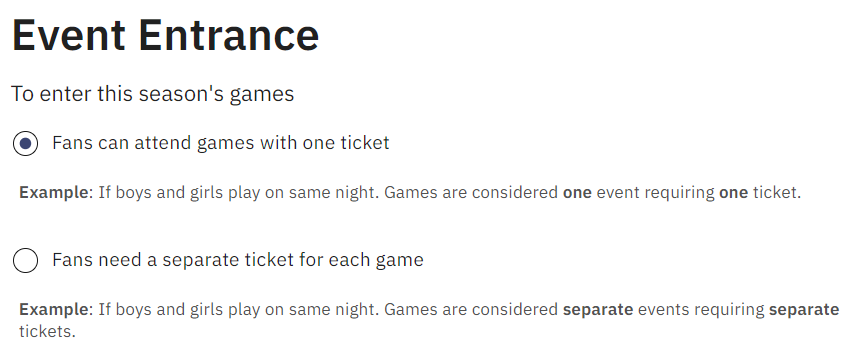 Event Entrance
To enter this season's games
Fans can attend games with one ticket
Example: If boys and girls play on same night. Games are considered one event requiring one ticket.
Fans need a separate ticket for each game
Example: If boys and girls play on same night. Games are considered separate events requiring separate
tickets.